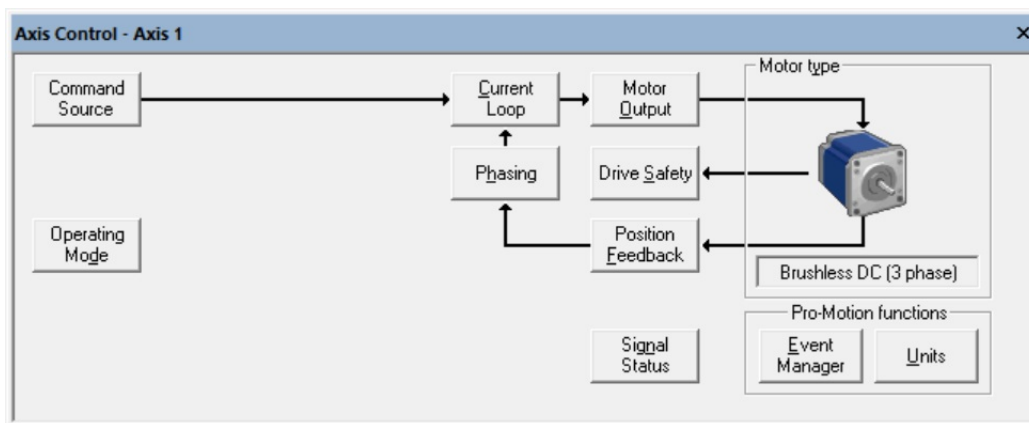 Axis Control - Axis 1
×
Command
Source
Current
Loop
Motor
Output
Motor type
Phasing
Drive Safety
Operating
Mode
Position
Feedback
Brushless DC (3 phase)
Signal
Status
Pro-Motion functions
Event
Manager
Units